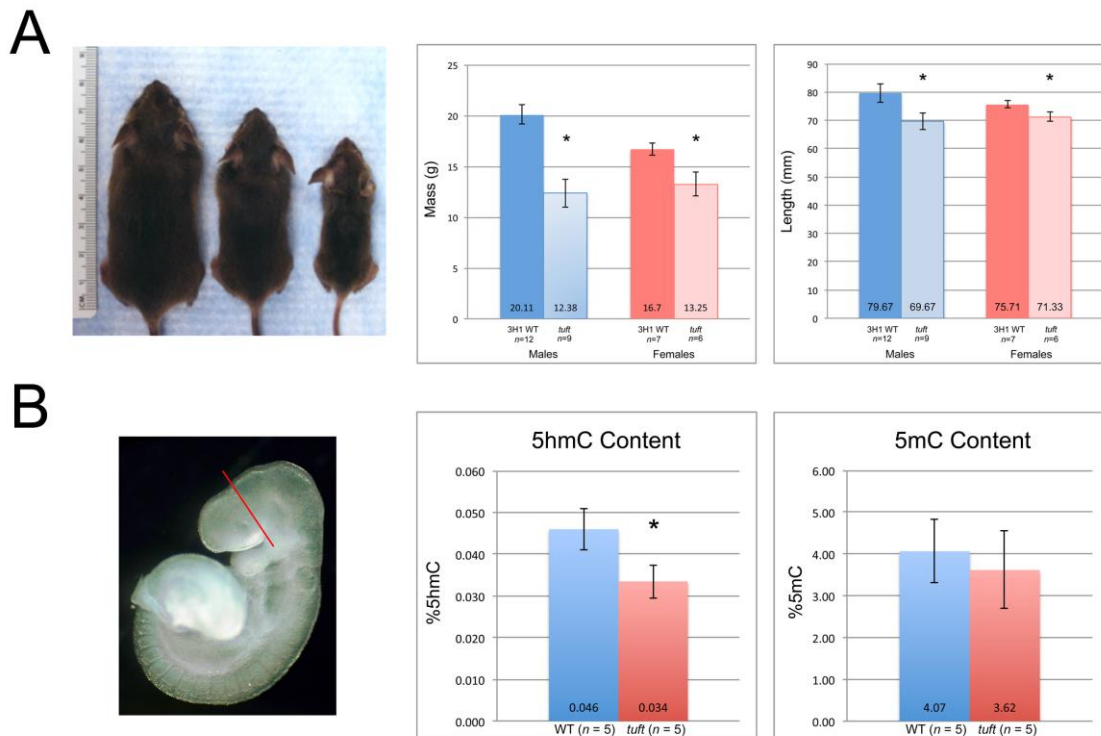 A
25
20
15
10
5
0
Mass (g)
*
*
20.11
12.38
16.7
13.25
3H1 WT
n=12
tuft
n=9
3H1 WT
n=7
tuft
n=6
Males
Females
90
80
70
60
50
40
30
20
10
0
Length (mm)
*
*
79.67
69.67
75.71
71.33
3H1 WT
n=12
tuft
n=9
3H1 WT
n=7
tuft
n=6
Males
Females
B
5hmC Content
0.060
0.050
0.040
0.030
0.020
0.010
0.000
%5hmC
*
0.046
0.034
WT (n = 5)
tuft (n = 5)
5mC Content
6.00
5.00
4.00
3.00
2.00
1.00
0.00
%5mC
4.07
3.62
WT (n = 5)
tuft (n = 5)